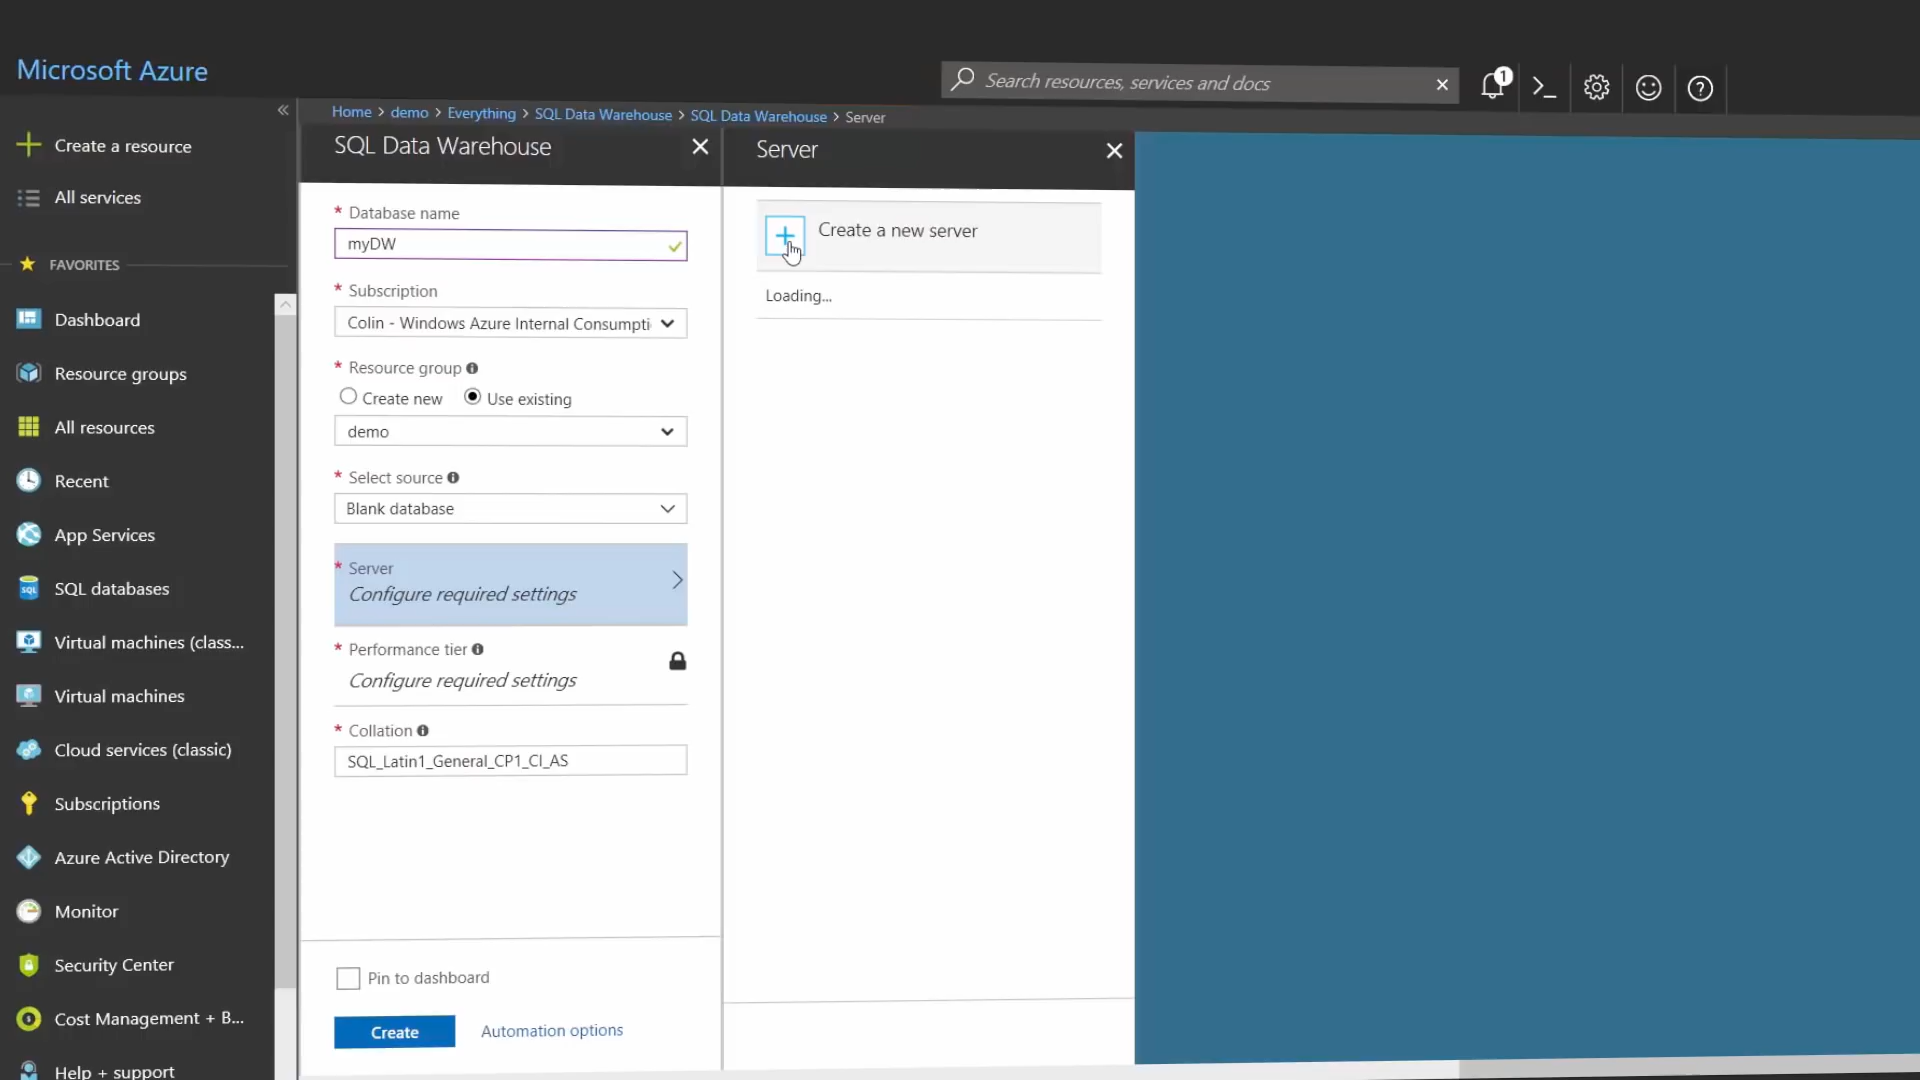 Microsoft Azure
Search resources, services and docs
1
Home > demo > Everything > SQL Data Warehouse > SQL Data Warehouse > Server
Create a resource
All services
FAVORITES
Dashboard
Resource groups
All resources
Recent
App Services
SQL databases
Virtual machines (class...
Virtual machines
Cloud services (classic)
Subscriptions
Azure Active Directory
Monitor
Security Center
Cost Management + B...
Help + support
SQL Data Warehouse
* Database name
myDW
* Subscription
Colin - Windows Azure Internal Consumpti
* Resource group
Create new Use existing
demo
* Select source
Blank database
* Server
Configure required settings
* Performance tier
Configure required settings
* Collation
SQL_Latin1_General_CP1_CI_AS
Pin to dashboard
Create Automation options
Server
Create a new server
Loading...